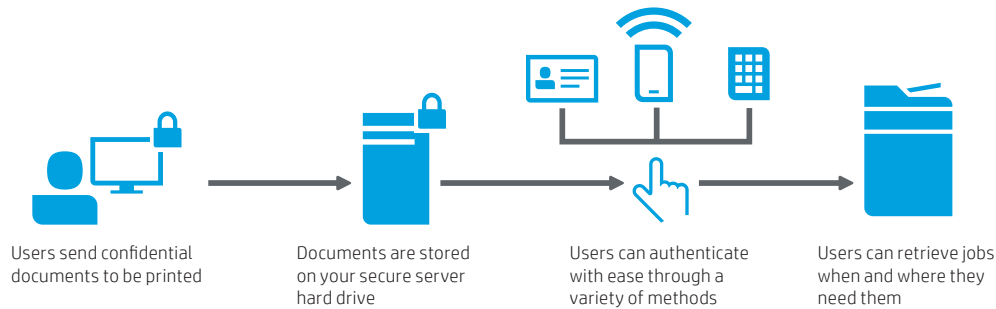 Users send confidential
documents to be printed
Documents are stored
on your secure server
hard drive
Users can authenticate
with ease through a
variety of methods
Users can retrieve jobs
when and where they
need them